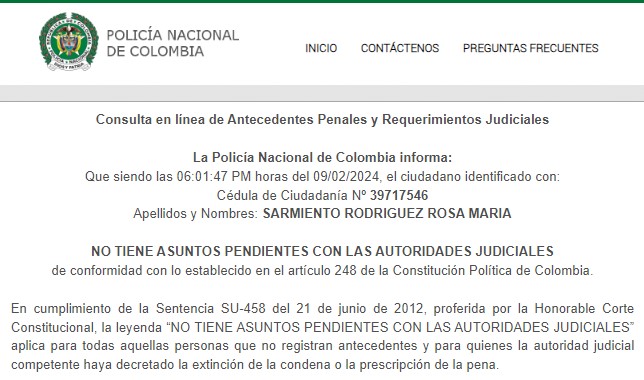 POLICÍA NACIONAL
DE COLOMBIA
INICIO CONTÁCTENOS PREGUNTAS FRECUENTES
Consulta en línea de Antecedentes Penales y Requerimientos Judiciales
La Policía Nacional de Colombia informa:
Que siendo las 06:01:47 PM horas del 09/02/2024, el ciudadano identificado con:
Cédula de Ciudadanía Nº 39717546
Apellidos y Nombres: SARMIENTO RODRIGUEZ ROSA MARIA
NO TIENE ASUNTOS PENDIENTES CON LAS AUTORIDADES JUDICIALES
de conformidad con lo establecido en el artículo 248 de la Constitución Política de Colombia.
En cumplimiento de la Sentencia SU-458 del 21 de junio de 2012, proferida por la Honorable Corte
Constitucional, la leyenda “NO TIENE ASUNTOS PENDIENTES CON LAS AUTORIDADES JUDICIALES”
aplica para todas aquellas personas que no registran antecedentes y para quienes la autoridad judicial
competente haya decretado la extinción de la condena o la prescripción de la pena.